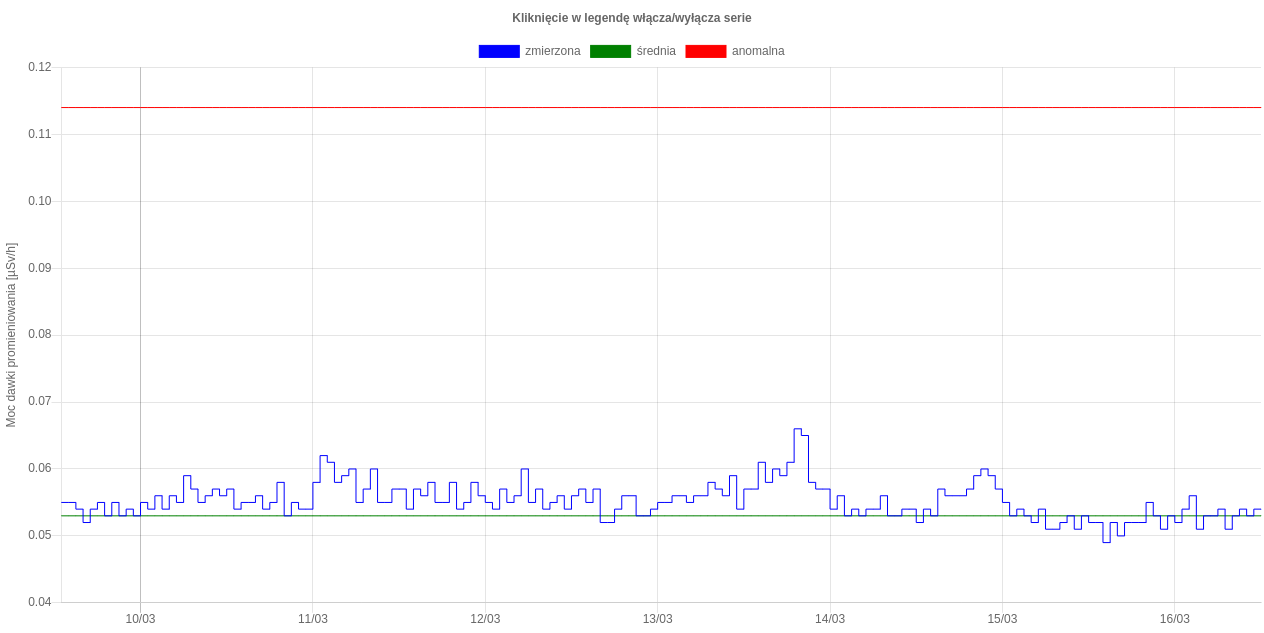 Kliknięcie w legendę włącza/wyłącza serie
zmierzona średnia anomalna
Moc dawki promieniowania [µSv/h]
0.12
0.11
0.10
0.09
0.08
0.07
0.06
0.05
0.04
10/03 11/03 12/03 13/03 14/03 15/03 16/03